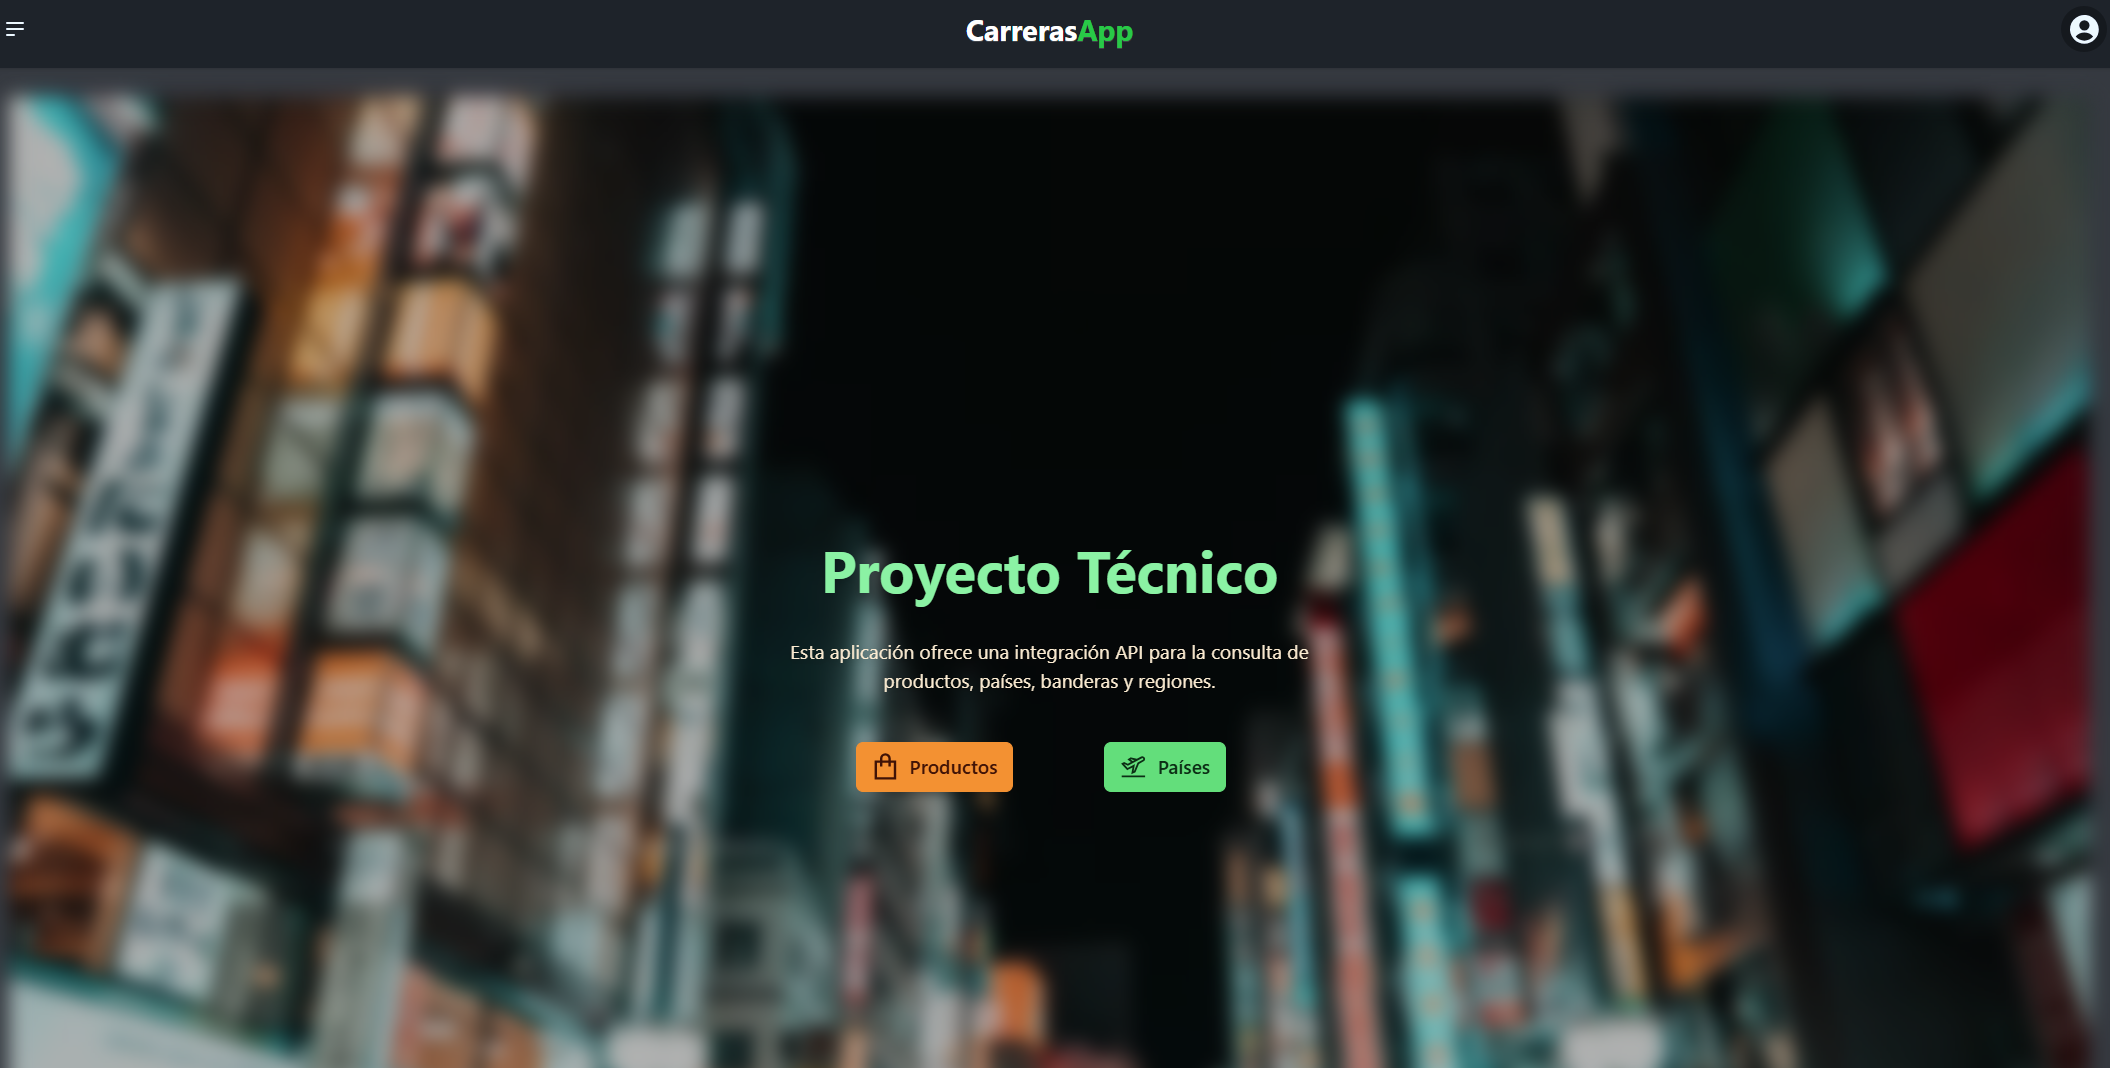 CarrerasApp
Proyecto Técnico
Esta aplicación ofrece una integración API para la consulta de
productos, países, banderas y regiones.
Productos
Países